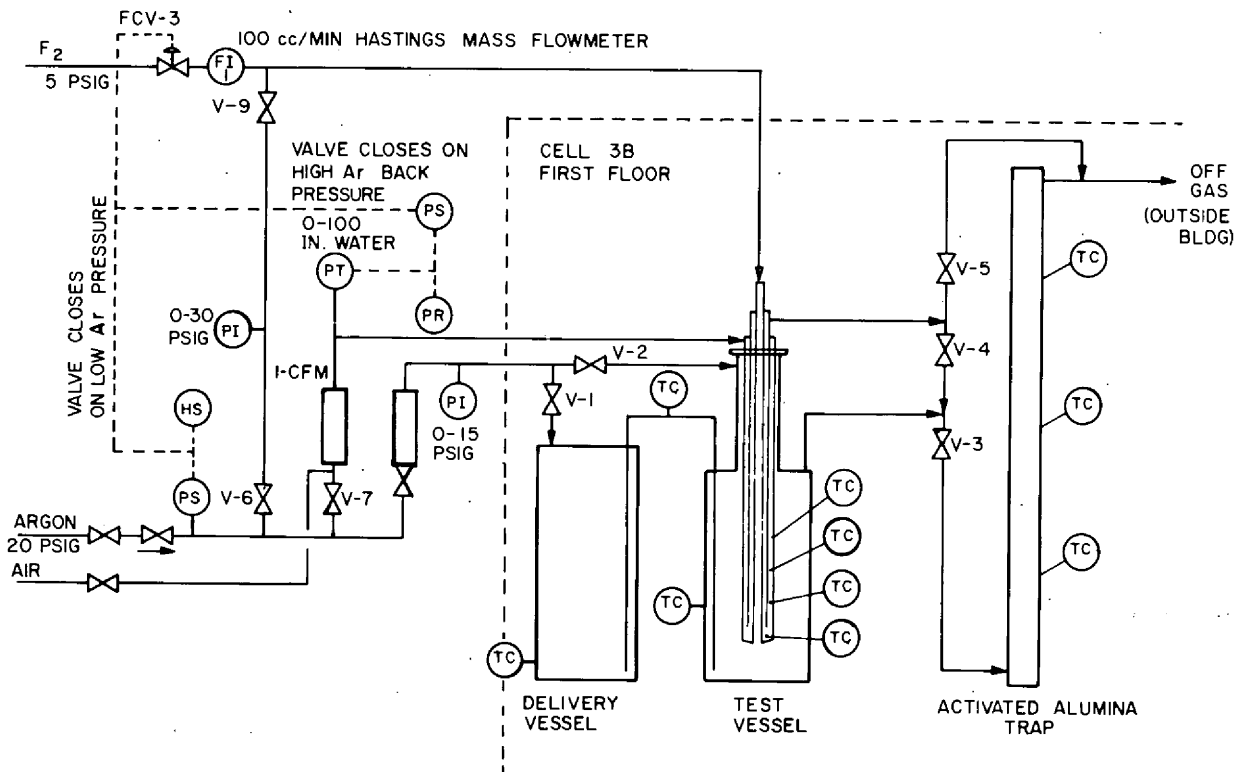 FCV-3
F2
5 PSIG
FI
1
100 cc/MIN HASTINGS MASS FLOWMETER
V-9
VALVE CLOSES ON
HIGH Ar BACK
PRESSURE
PS
0-100
IN. WATER
PT
PR
VALVE CLOSES
ON LOW Ar PRESSURE
0-30
PSIG
PI
HS
PS
1-CFM
V-6
V-7
ARGON
20 PSIG
AIR
PI
0-15
PSIG
V-1
V-2
CELL 3B
FIRST FLOOR
TC
TC
TC
TC
TC
TC
TC
TC
DELIVERY
VESSEL
TEST
VESSEL
V-5
V-4
V-3
OFF
GAS
(OUTSIDE
BLDG)
TC
TC
TC
ACTIVATED ALUMINA
TRAP